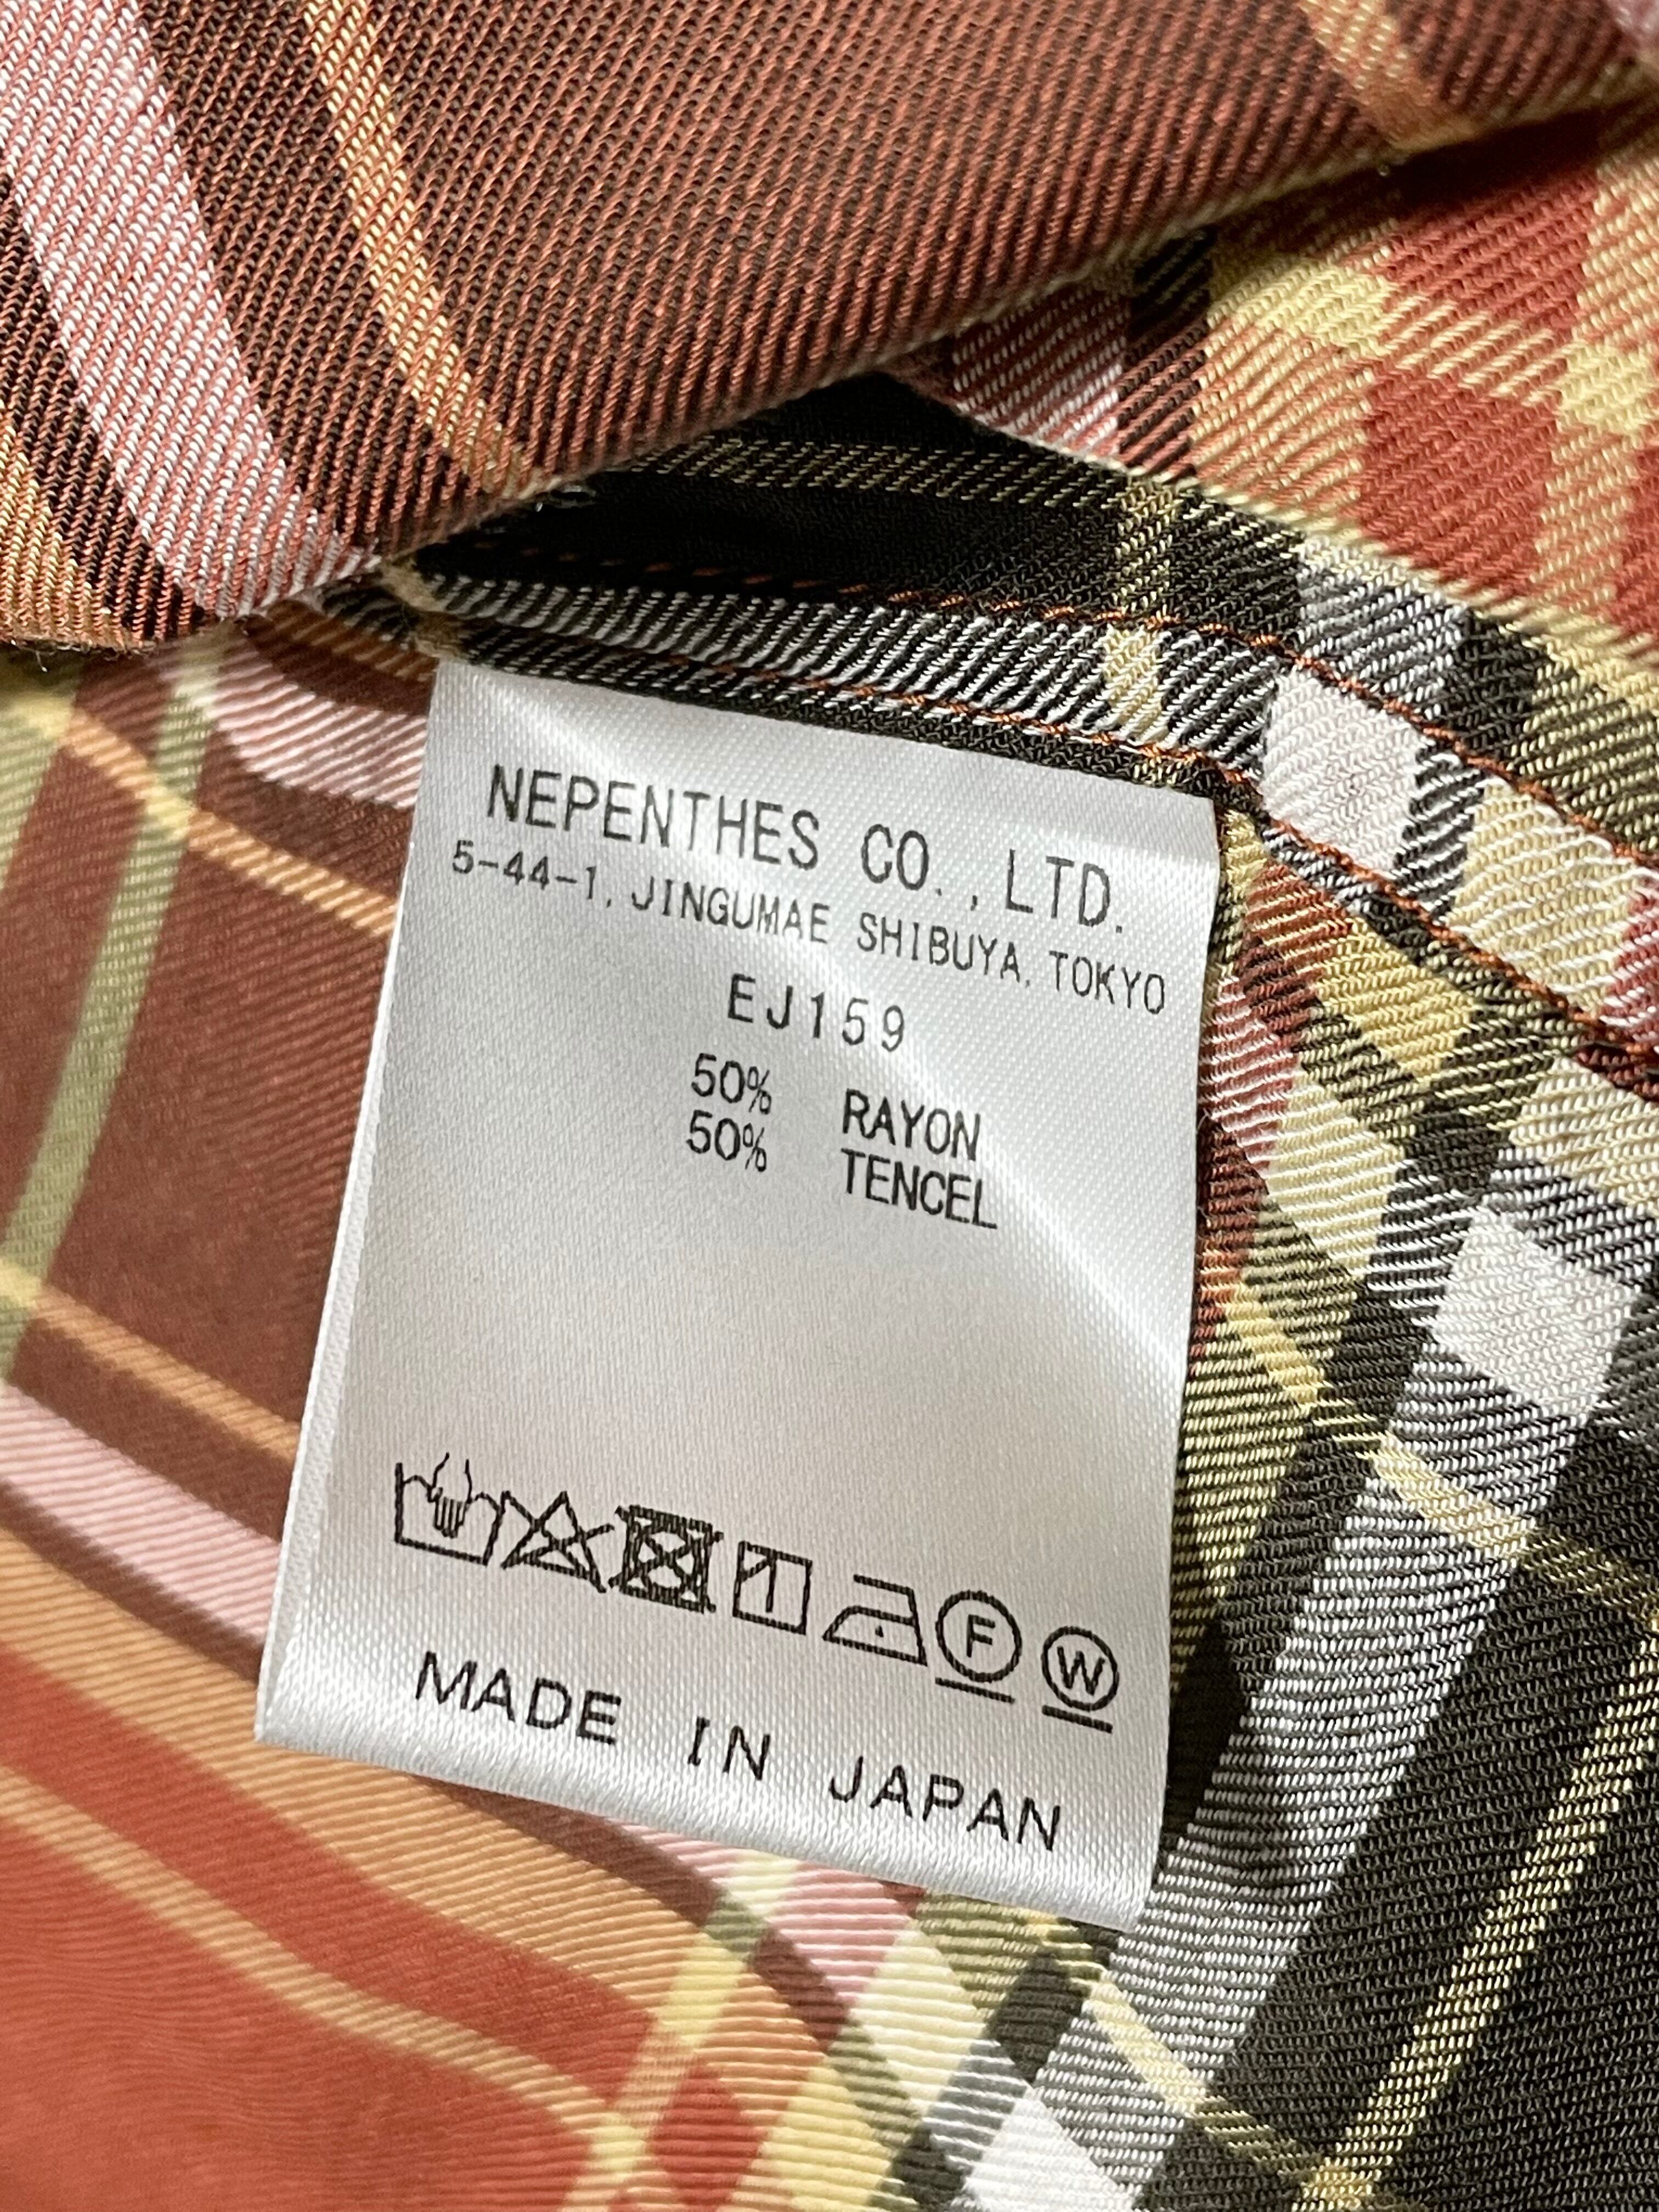 NEPENTHES CO.,LTD.
5-44-1, JINGUMAE SHIBUYA, TOKYO
EJ159
50% RAYON
50% TENCEL
F W
MADE IN JAPAN